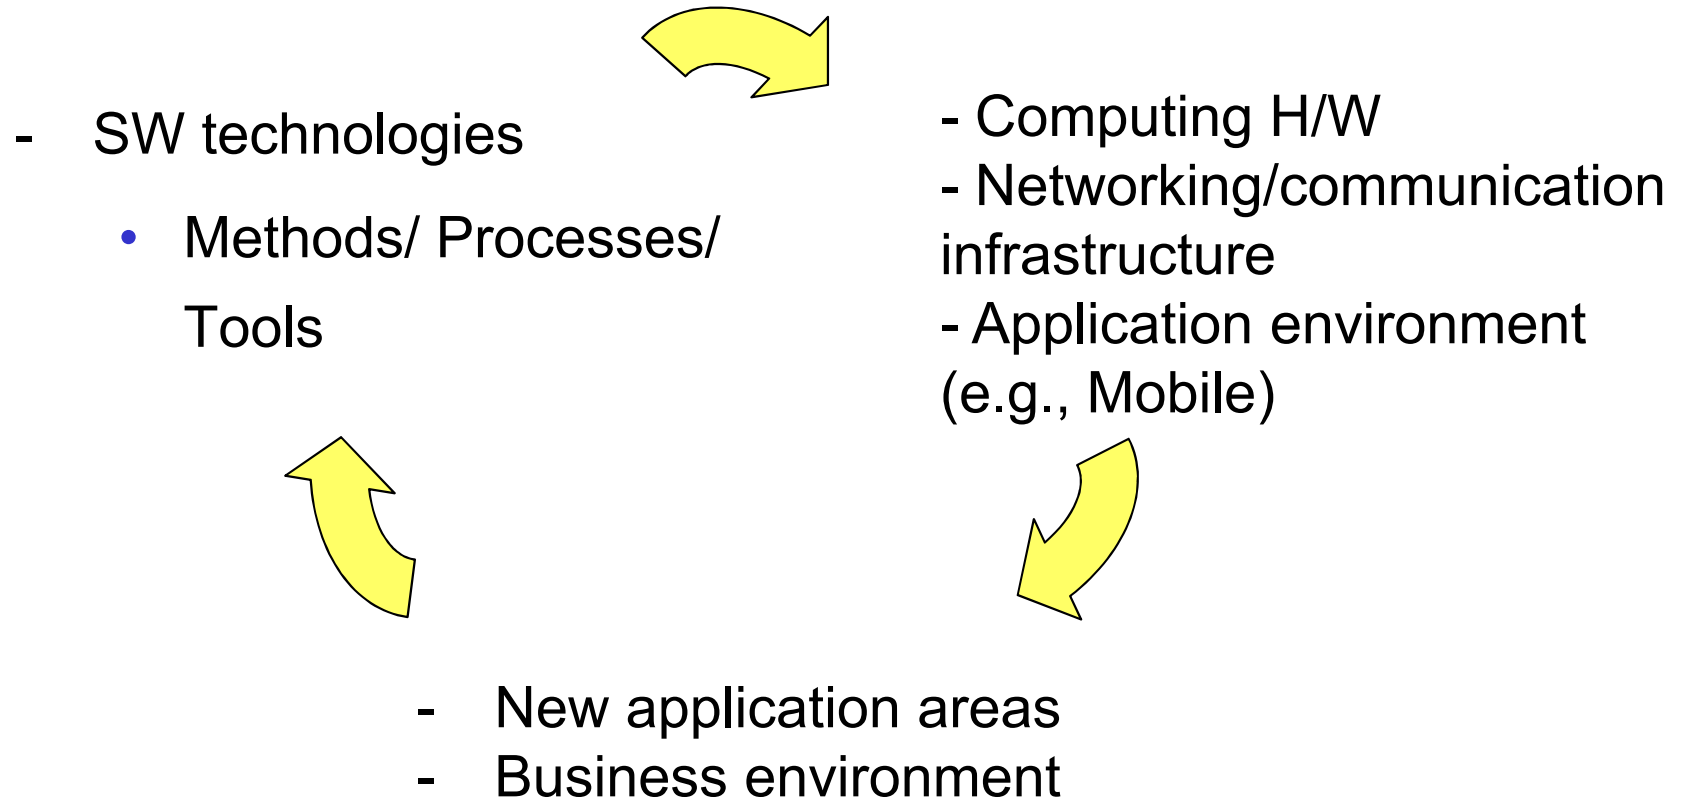 - SW technologies
• Methods/ Processes/
Tools
- Computing H/W
- Networking/communication
infrastructure
- Application environment
(e.g., Mobile)
- New application areas
- Business environment